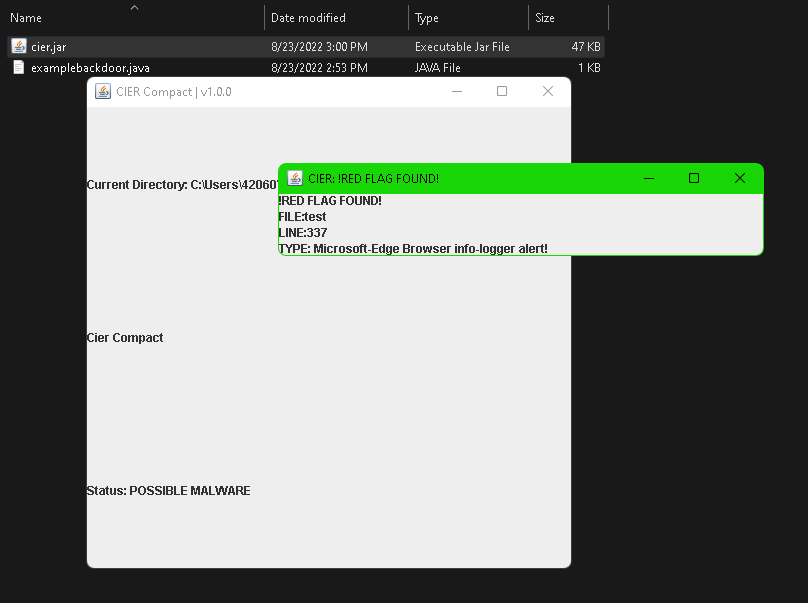 Name Date modified Type Size
cier.jar 8/23/2022 3:00 PM Executable Jar File 47 KB
examplebackdoor.java 8/23/2022 2:53 PM JAVA File 1 KB
CIER Compact | v1.0.0
Current Directory: C:\Users\42060
CIER: !RED FLAG FOUND!
!RED FLAG FOUND!
FILE:test
LINE:337
TYPE: Microsoft-Edge Browser info-logger alert!
Cier Compact
Status: POSSIBLE MALWARE